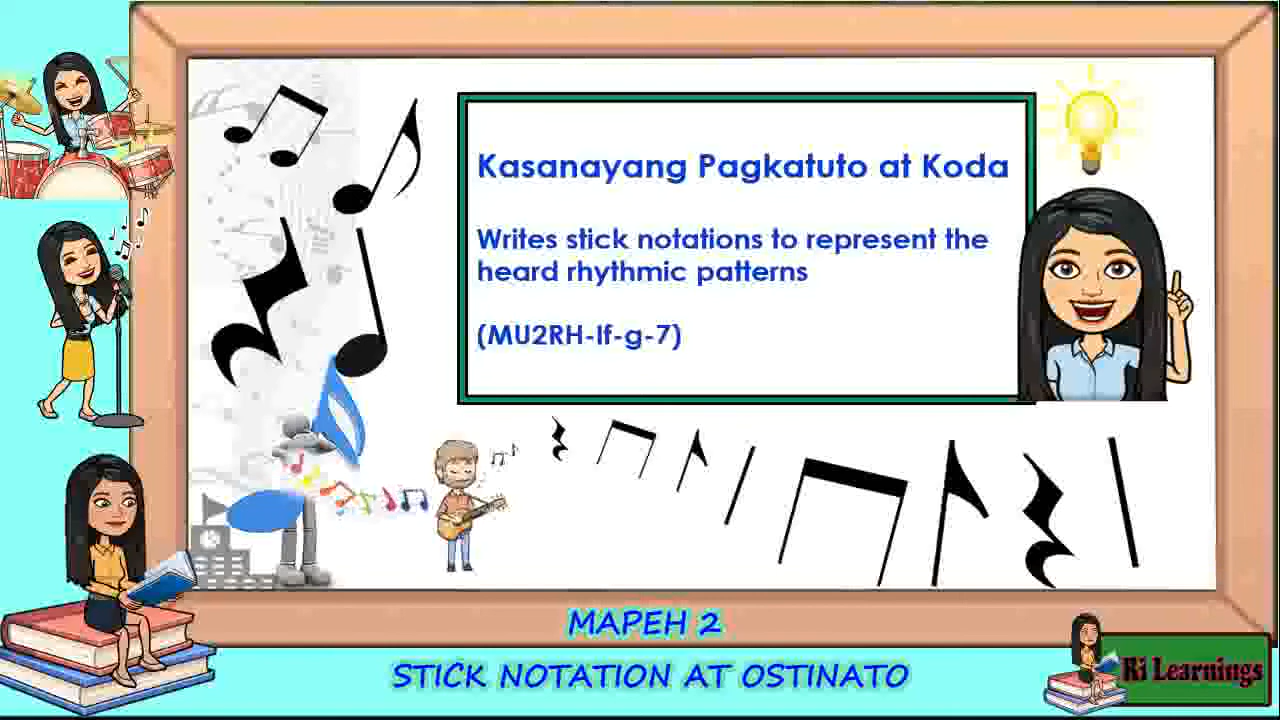 Kasanayang Pagkatuto at Koda
Writes stick notations to represent the
heard rhythmic patterns
(MU2RH-If-g-7)
MAPEH 2
STICK NOTATION AT OSTINATO
Ri Learnings